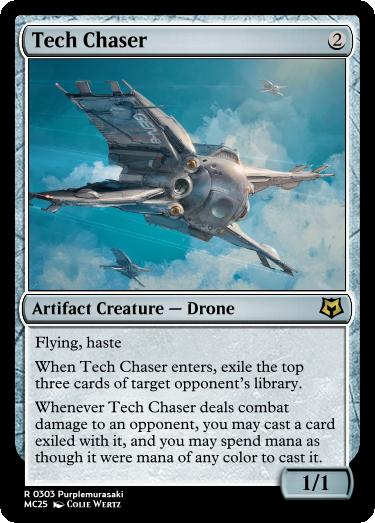 Tech Chaser
2
Artifact Creature — Drone
Flying, haste
When Tech Chaser enters, exile the top
three cards of target opponent's library.
Whenever Tech Chaser deals combat
damage to an opponent, you may cast a card
exiled with it, and you may spend mana as
though it were mana of any color to cast it.
1/1
R 0303 Purplemurasaki
MC25 Colie Wertz